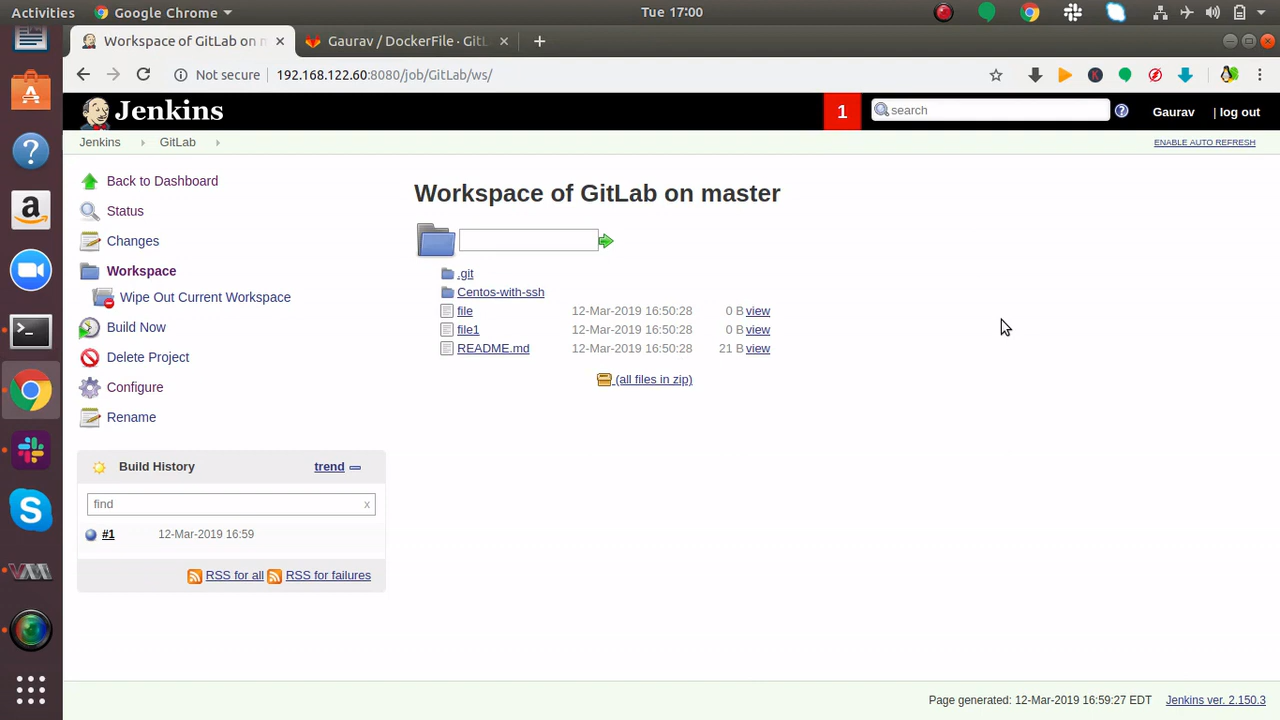 Activities Google Chrome Tue 17:00
Workspace of GitLab on Gaurav / DockerFile · GitL
Not secure 192.168.122.60:8080/job/GitLab/ws/
Jenkins 1 search Gaurav | log out
Jenkins GitLab ENABLE AUTO REFRESH
Back to Dashboard
Status
Changes
Workspace
Wipe Out Current Workspace
Build Now
Delete Project
Configure
Rename
Build History trend
find x
#1 12-Mar-2019 16:59
RSS for all RSS for failures
Workspace of GitLab on master
.git
Centos-with-ssh
file 12-Mar-2019 16:50:28 0 B view
file1 12-Mar-2019 16:50:28 0 B view
README.md 12-Mar-2019 16:50:28 21 B view
(all files in zip)
Page generated: 12-Mar-2019 16:59:27 EDT Jenkins ver. 2.150.3